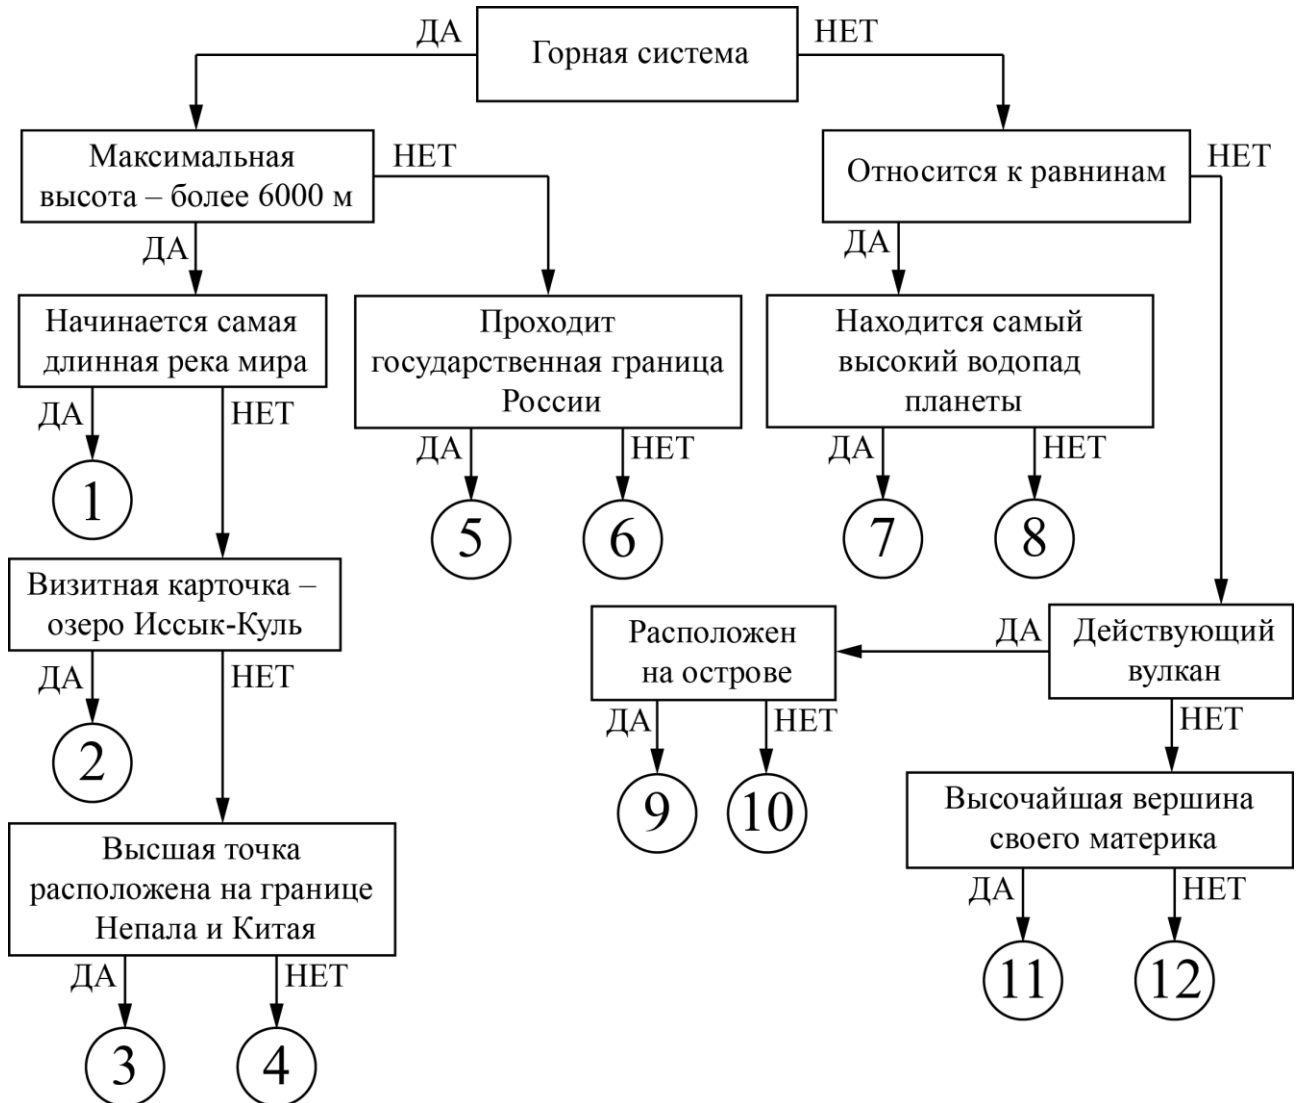 ДА
Горная система
НЕТ
Максимальная
высота – более 6000 м
НЕТ
Относится к равнинам
НЕТ
ДА
ДА
Начинается самая
длинная река мира
Проходит
государственная граница
России
Находится самый
высокий водопад
планеты
ДА
НЕТ
ДА
НЕТ
ДА
НЕТ
1
5
6
7
8
Визитная карточка –
озеро Иссык-Куль
Расположен
на острове
ДА
Действующий
вулкан
ДА
НЕТ
ДА
НЕТ
НЕТ
2
9
10
Высочайшая вершина
своего материка
Высшая точка
расположена на границе
Непала и Китая
ДА
НЕТ
ДА
НЕТ
11
12
3
4